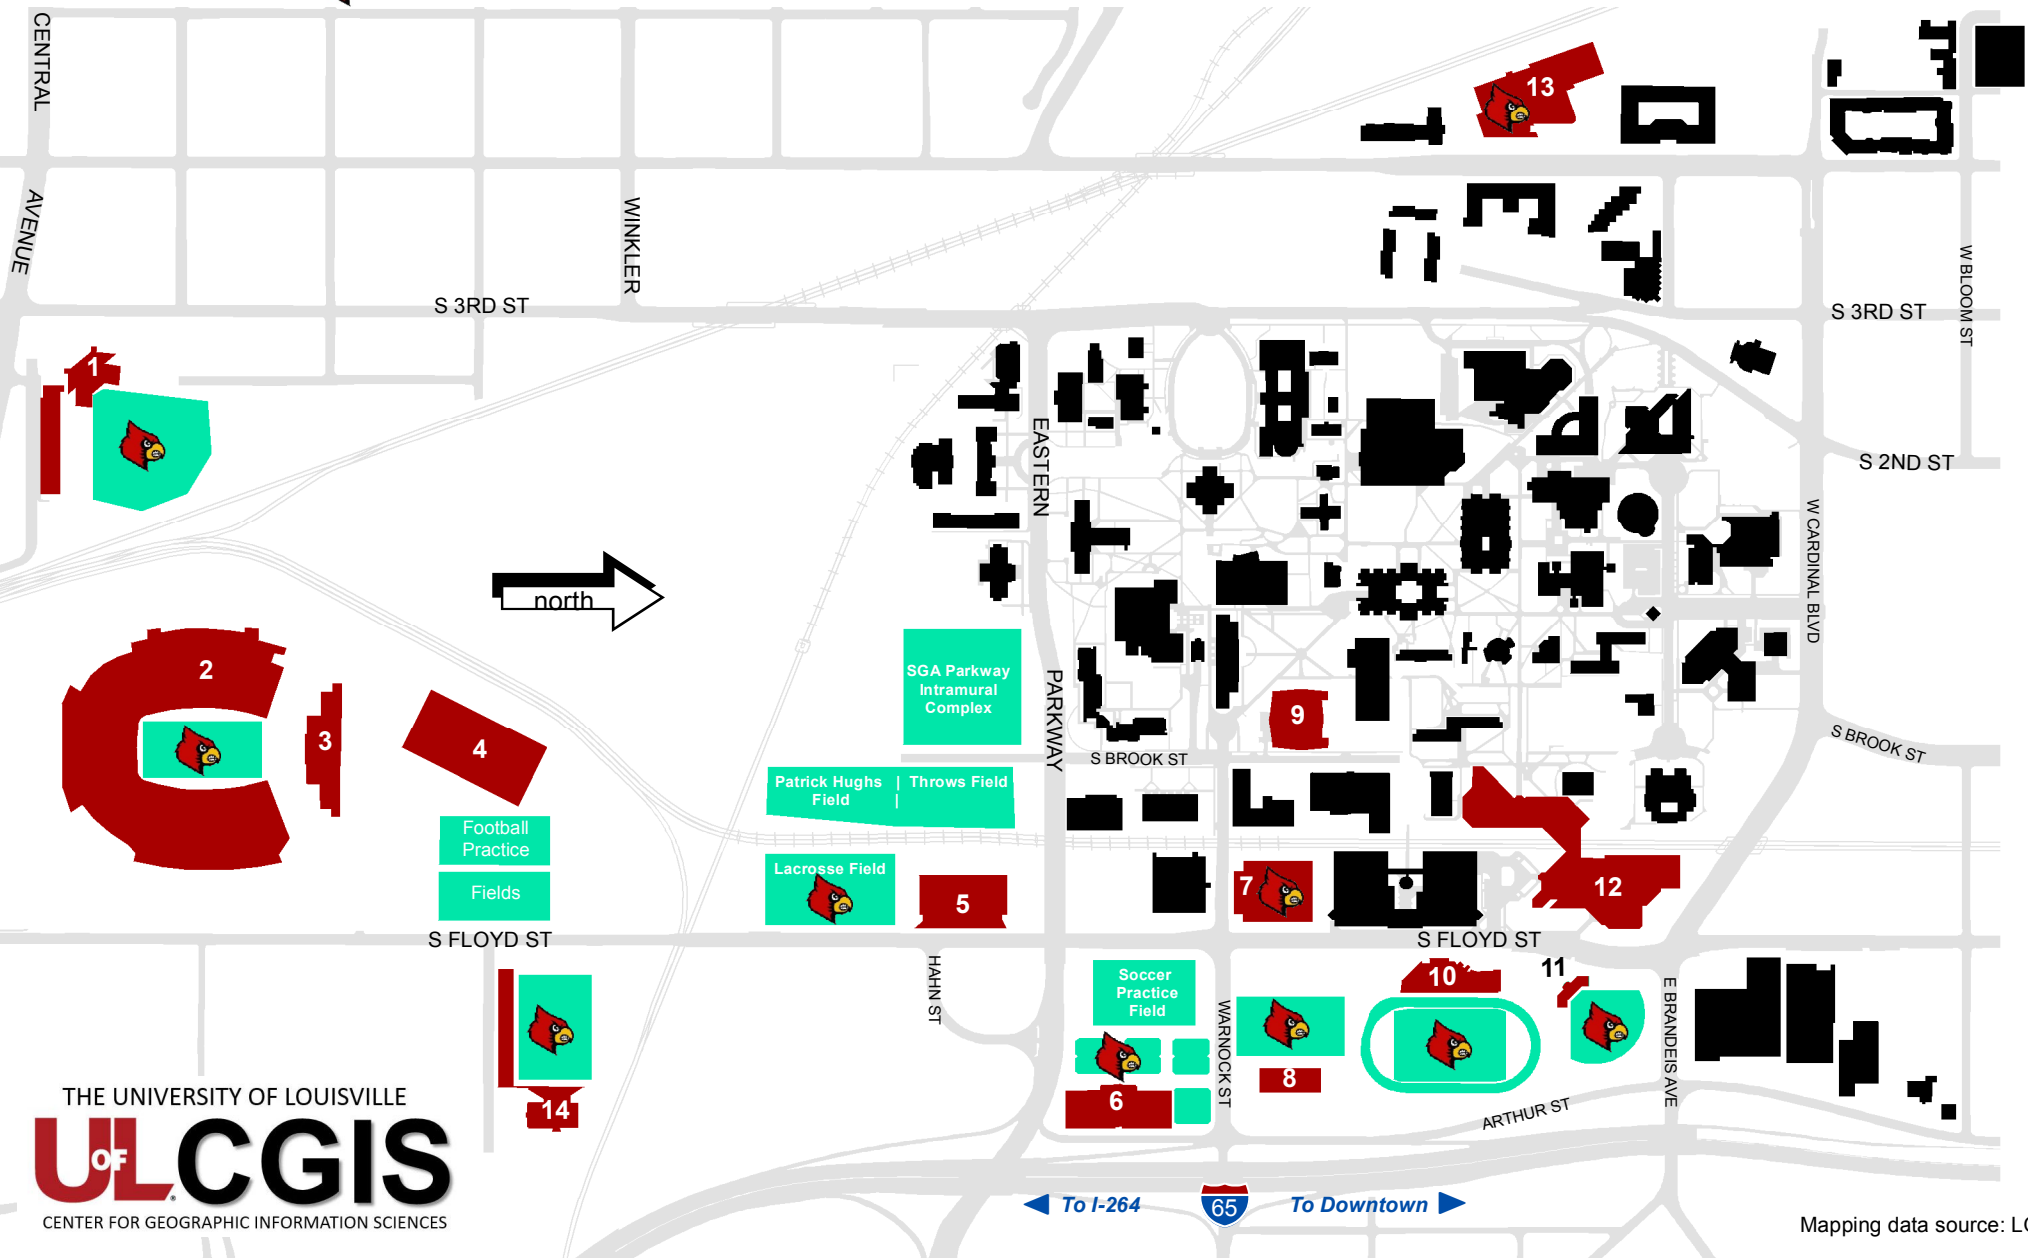 CENTRAL
AVENUE
WINKLER
S 3RD ST
13
W BLOOM ST
S 3RD ST
1
EASTERN
S 2ND ST
W CARDINAL BLVD
north
2
3
4
SGA Parkway
Intramural
Complex
PARKWAY
9
S BROOK ST
S BROOK ST
Patrick Hughs | Throws Field
Field |
Football
Practice
Fields
Lacrosse Field
5
7
12
S FLOYD ST
S FLOYD ST
HAHN ST
Soccer
Practice
Field
10
11
E BRANDEIS AVE
WARNOCK ST
8
6
14
ARTHUR ST
THE UNIVERSITY OF LOUISVILLE
UOFL CGIS
CENTER FOR GEOGRAPHIC INFORMATION SCIENCES
To I-264
65
To Downtown
Mapping data source: LO